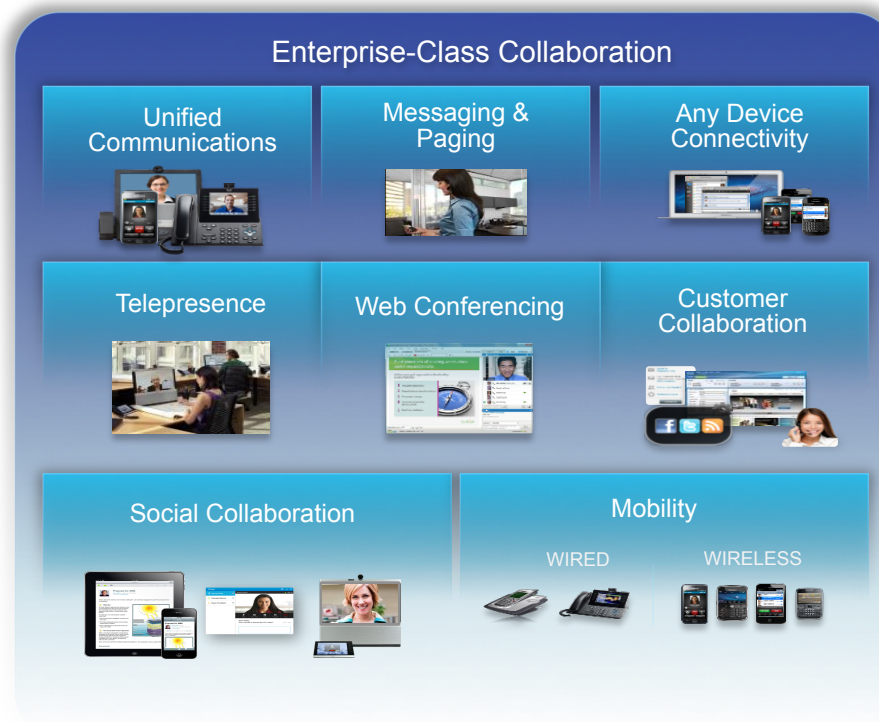 Enterprise-Class Collaboration
Unified
Communications
Messaging &
Paging
Any Device
Connectivity
Telepresence
Web Conferencing
Customer
Collaboration
Social Collaboration
Mobility
WIRED
WIRELESS